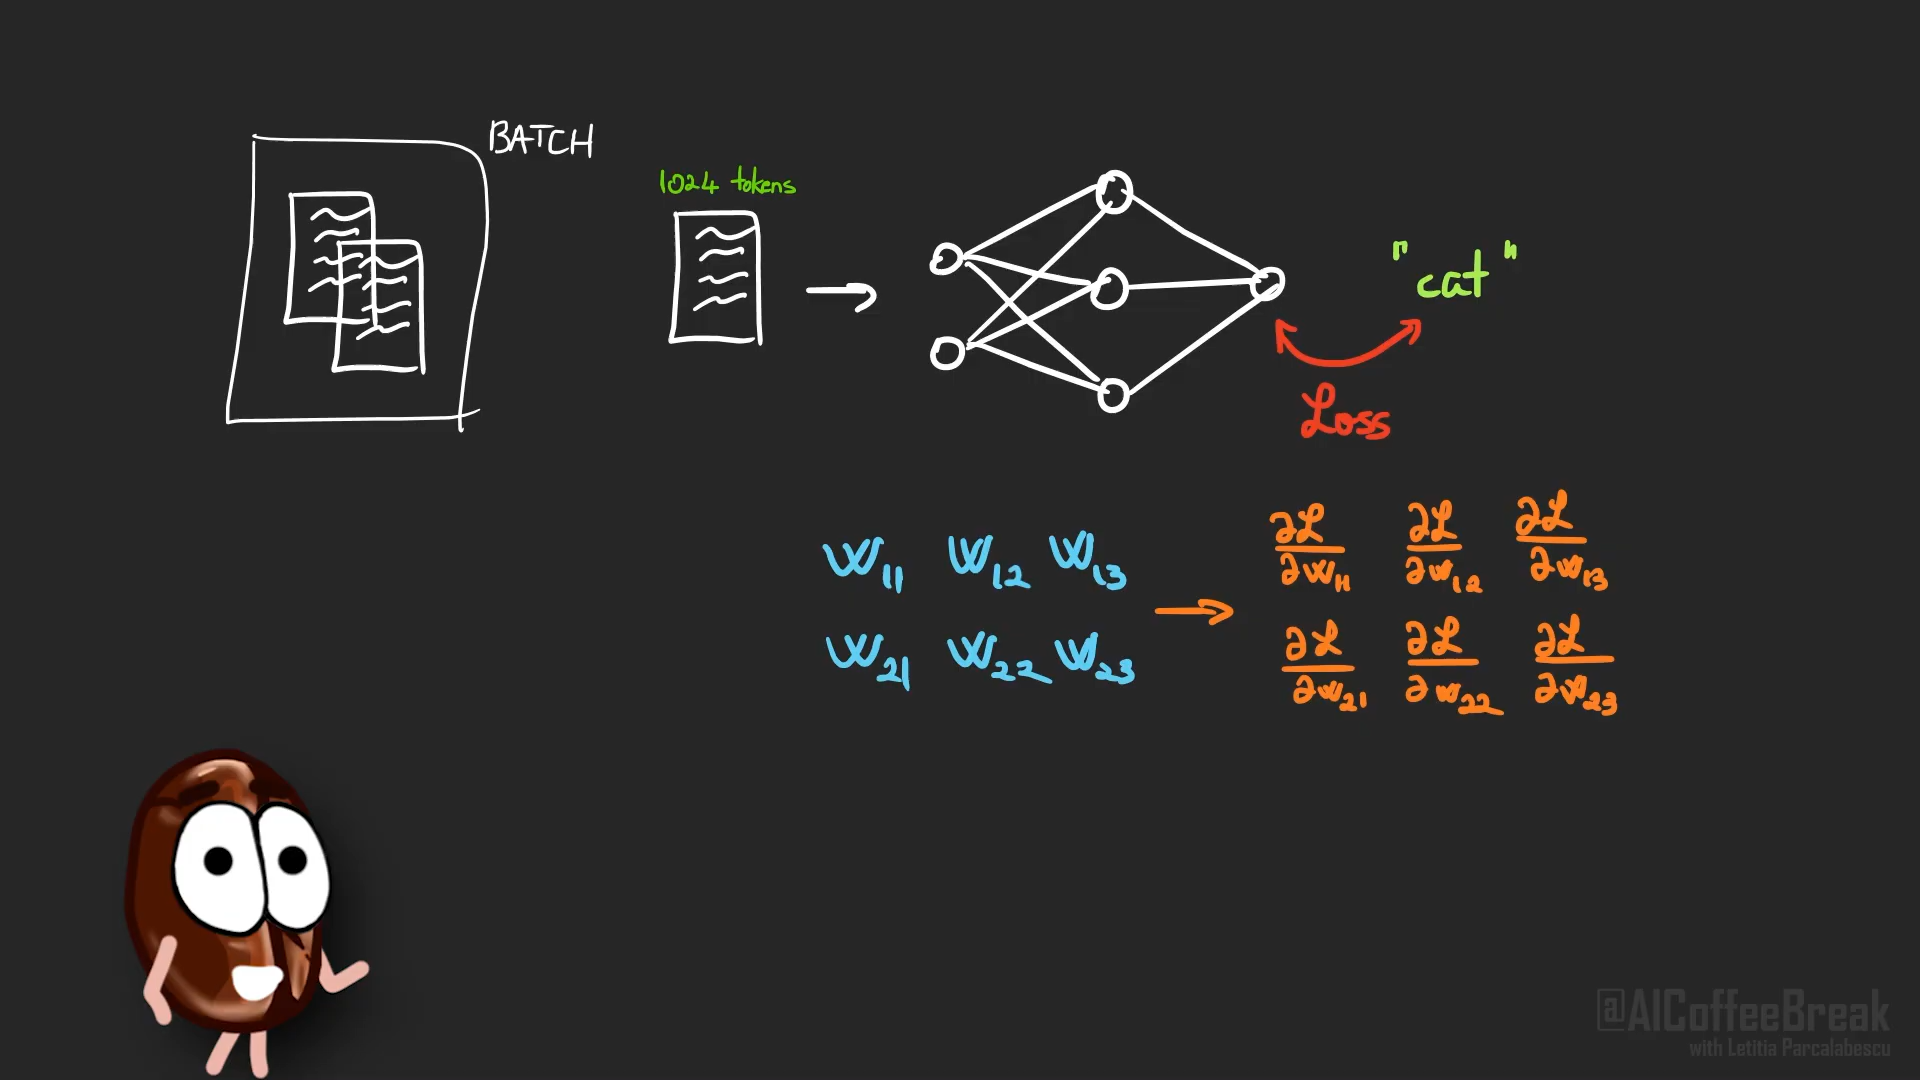 BATCH
1024 tokens
"cat"
Loss
W₁₁ W₁₂ W₁₃
W₂₁ W₂₂ W₂₃
∂ℒ/∂W₁₁ ∂ℒ/∂W₁₂ ∂ℒ/∂W₁₃
∂ℒ/∂W₂₁ ∂ℒ/∂W₂₂ ∂ℒ/∂W₂₃
@AICoffeeBreak
with Letitia Parcalabescu